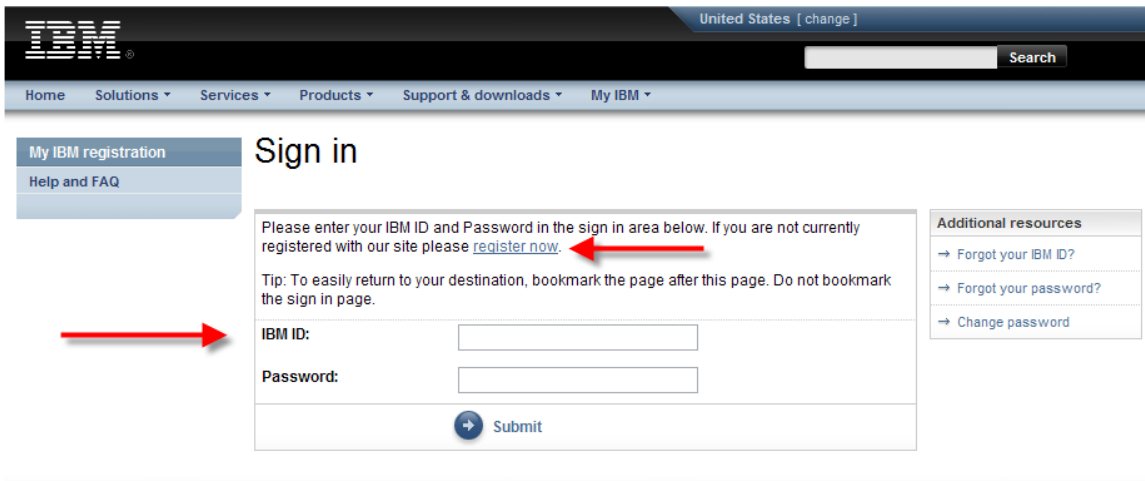 United States [ change ]
IBM®
Search
Home Solutions Services Products Support & downloads My IBM
My IBM registration
Help and FAQ
Sign in
Please enter your IBM ID and Password in the sign in area below. If you are not currently
registered with our site please register now.
Tip: To easily return to your destination, bookmark the page after this page. Do not bookmark
the sign in page.
IBM ID:
Password:
Submit
Additional resources
→ Forgot your IBM ID?
→ Forgot your password?
→ Change password